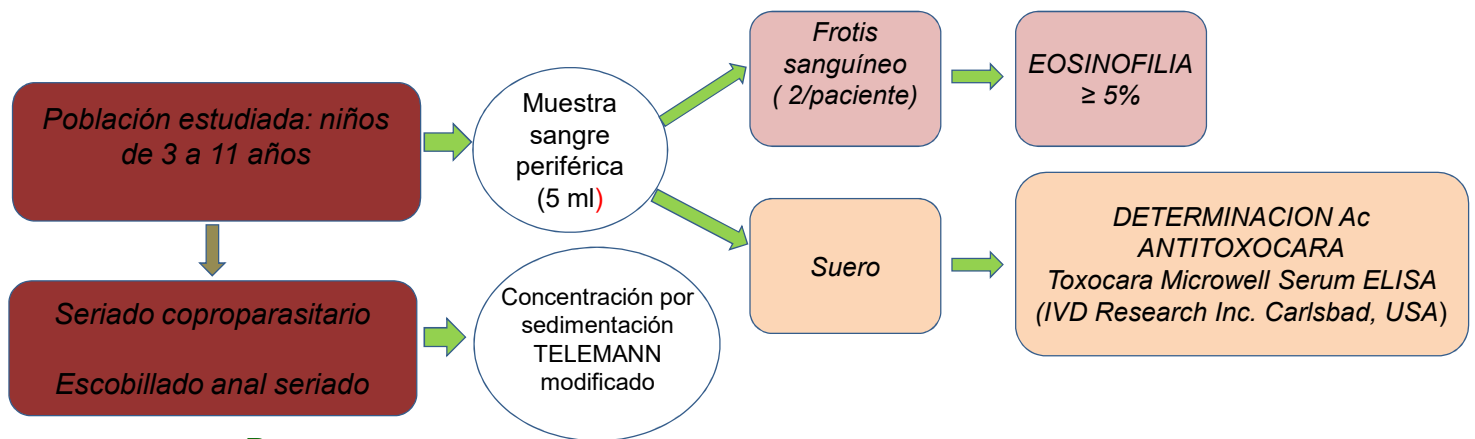 Población estudiada: niños
de 3 a 11 años
Muestra
sangre
periférica
(5 ml)
Frotis
sanguíneo
( 2/paciente)
EOSINOFILIA
≥ 5%
Suero
DETERMINACION Ac
ANTITOXOCARA
Toxocara Microwell Serum ELISA
(IVD Research Inc. Carlsbad, USA)
Seriado coproparasitario
Escobillado anal seriado
Concentración por
sedimentación
TELEMANN
modificado